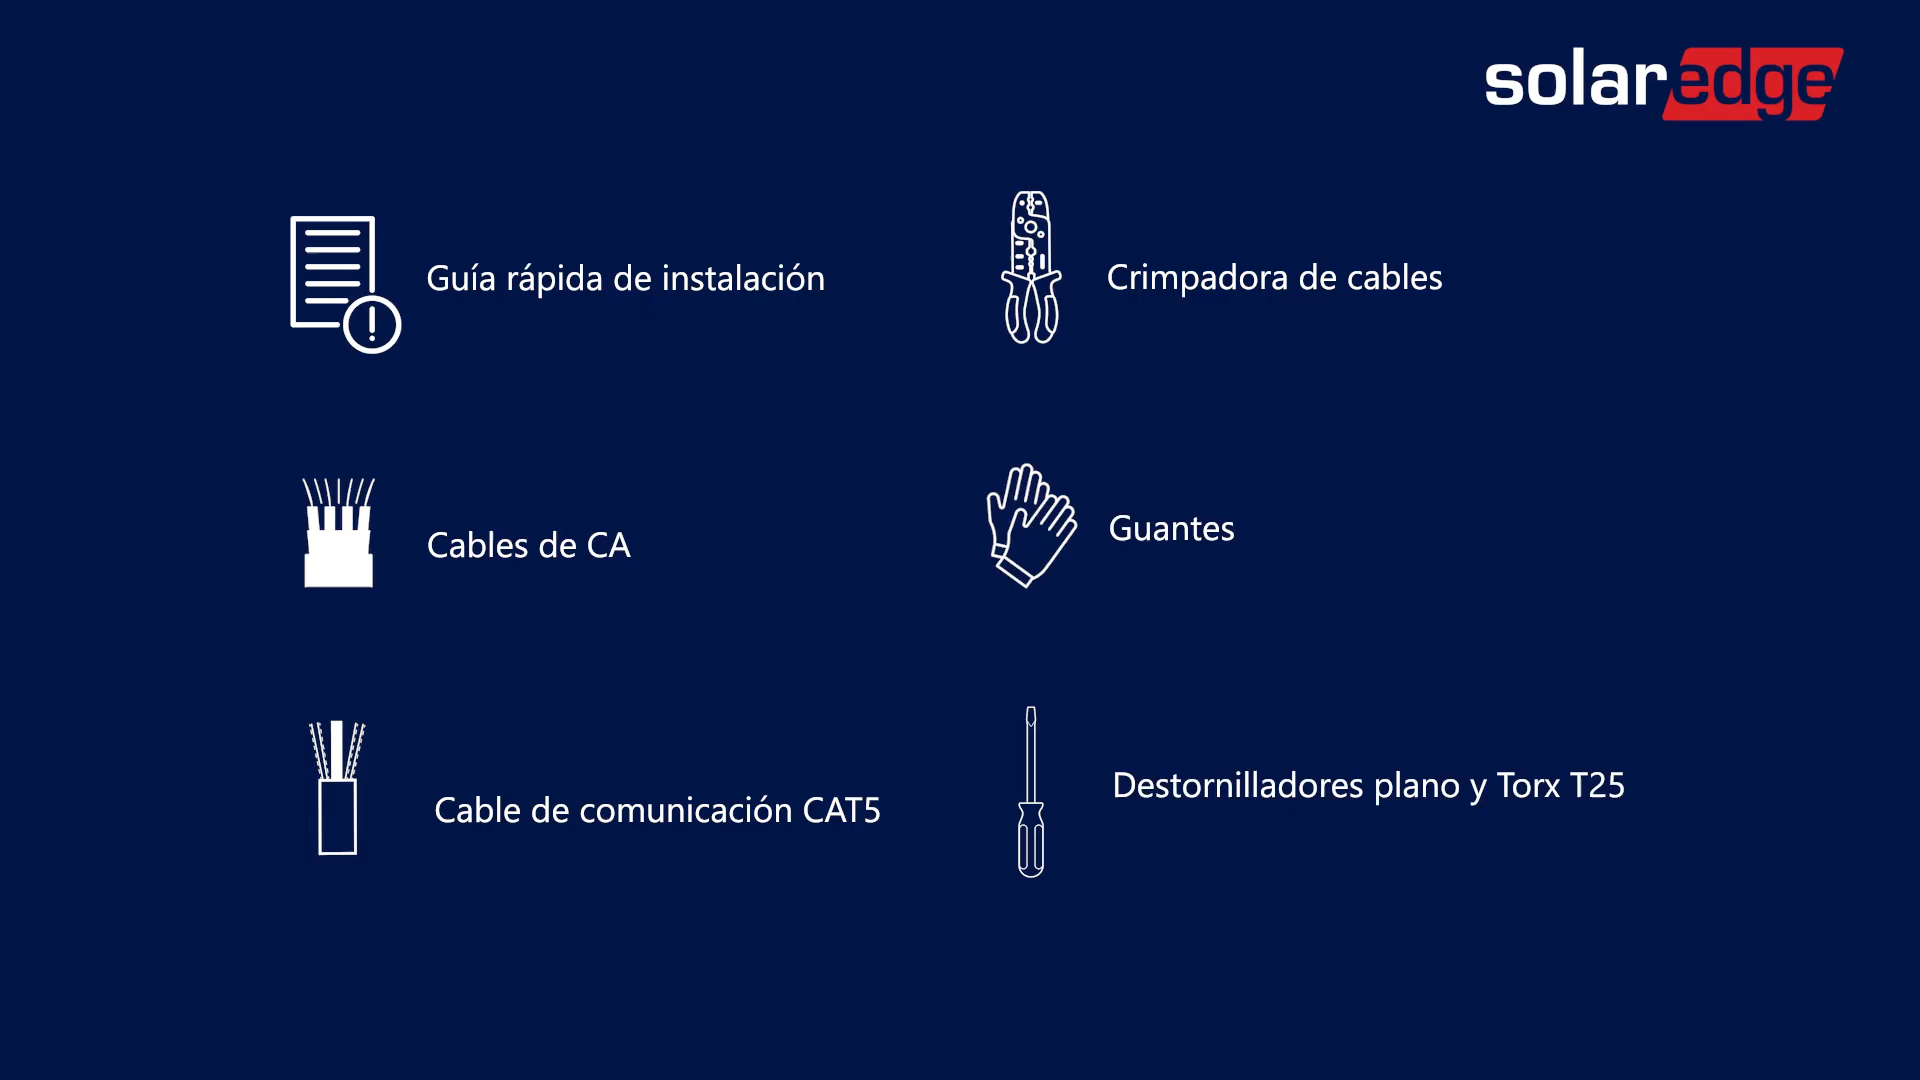 solaredge
Guía rápida de instalación
Crimpadora de cables
Cables de CA
Guantes
Cable de comunicación CAT5
Destornilladores plano y Torx T25